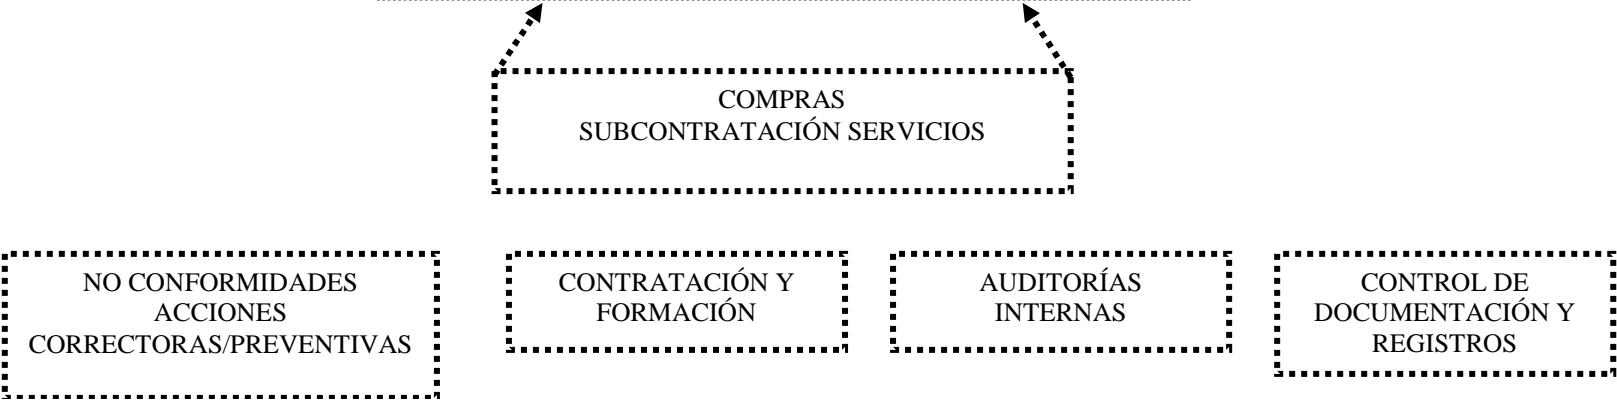 COMPRAS
SUBCONTRATACIÓN SERVICIOS
NO CONFORMIDADES
ACCIONES
CORRECTORAS/PREVENTIVAS
CONTRATACIÓN Y
FORMACIÓN
AUDITORÍAS
INTERNAS
CONTROL DE
DOCUMENTACIÓN Y
REGISTROS